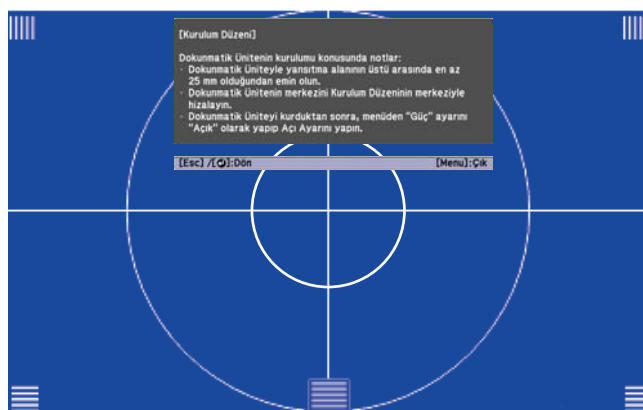 [Kurulum Düzeni]
Dokunmatik Ünitenin kurulumu konusunda notlar:
· Dokunmatik Üniteyle yansıtma alanının üstü arasında en az
25 mm olduğundan emin olun.
· Dokunmatik Ünitenin merkezini Kurulum Düzeninin merkeziyle
hizalayın.
· Dokunmatik Üniteyi kurduktan sonra, menüden "Güç" ayarını
"Açık" olarak yapıp Açı Ayarını yapın.
[Esc] /[↺]:Dön [Menu]:Çık